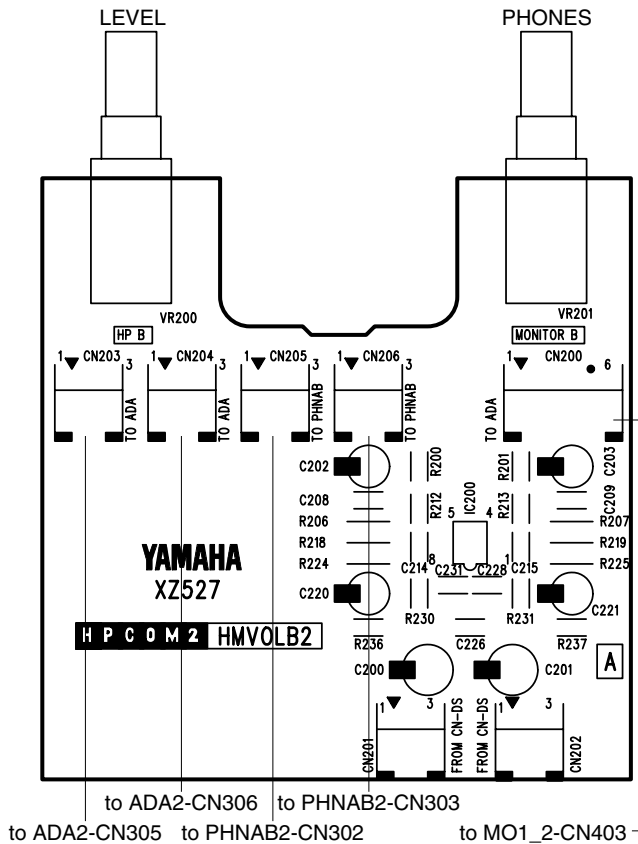 LEVEL PHONES
VR200 VR201
HP B MONITOR B
1 CN203 3 1 CN204 3 1 CN205 3 1 CN206 3 1 CN200 6
TO ADA TO ADA TO PHNAB TO PHNAB TO ADA
C202 R200 R201 C203
C208 R212 IC200 R213 C209
R206 5 4 R207
R218 R219
R224 C214 8 1 C215 R225
C231 C228
C220 R230 R231 C221
R236 C226 R237
C200 C201
YAMAHA
XZ527
HPCOM2 HMVOLB2
A
1 3 1 3
CN201 FROM CN-DS FROM CN-DS CN202
to ADA2-CN306 to PHNAB2-CN303
to ADA2-CN305 to PHNAB2-CN302 to MO1_2-CN403